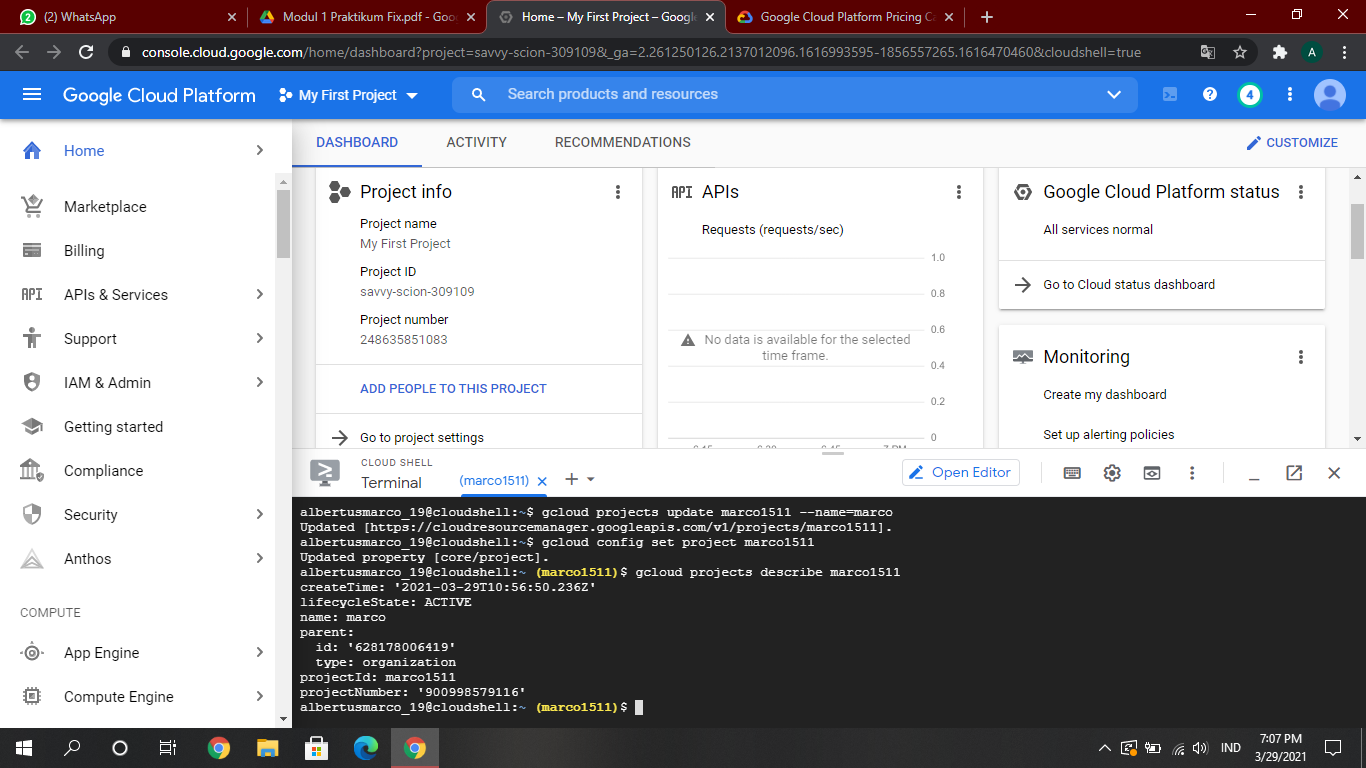 (2) WhatsApp
Modul 1 Praktikum Fix.pdf - Goo
Home – My First Project – Google
Google Cloud Platform Pricing Ca
console.cloud.google.com/home/dashboard?project=savvy-scion-309109&_ga=2.261250126.2137012096.1616993595-1856557265.1616470460&cloudshell=true
A
Google Cloud Platform
My First Project
Search products and resources
4
Home
Marketplace
Billing
API APIs & Services
Support
IAM & Admin
Getting started
Compliance
Security
Anthos
COMPUTE
App Engine
Compute Engine
DASHBOARD
ACTIVITY
RECOMMENDATIONS
CUSTOMIZE
Project info
Project name
My First Project
Project ID
savvy-scion-309109
Project number
248635851083
ADD PEOPLE TO THIS PROJECT
Go to project settings
API APIs
Requests (requests/sec)
1.0
0.8
0.6
No data is available for the selected
time frame.
0.4
0.2
0
Google Cloud Platform status
All services normal
Go to Cloud status dashboard
Monitoring
Create my dashboard
Set up alerting policies
CLOUD SHELL
Terminal
(marco1511)
Open Editor
albertusmarco_19@cloudshell:~$ gcloud projects update marco1511 --name=marco
Updated [https://cloudresourcemanager.googleapis.com/v1/projects/marco1511].
albertusmarco_19@cloudshell:~$ gcloud config set project marco1511
Updated property [core/project].
albertusmarco_19@cloudshell:~ (marco1511)$ gcloud projects describe marco1511
createTime: '2021-03-29T10:56:50.236Z'
lifecycleState: ACTIVE
name: marco
parent:
id: '628178006419'
type: organization
projectId: marco1511
projectNumber: '900998579116'
albertusmarco_19@cloudshell:~ (marco1511)$
IND
7:07 PM
3/29/2021